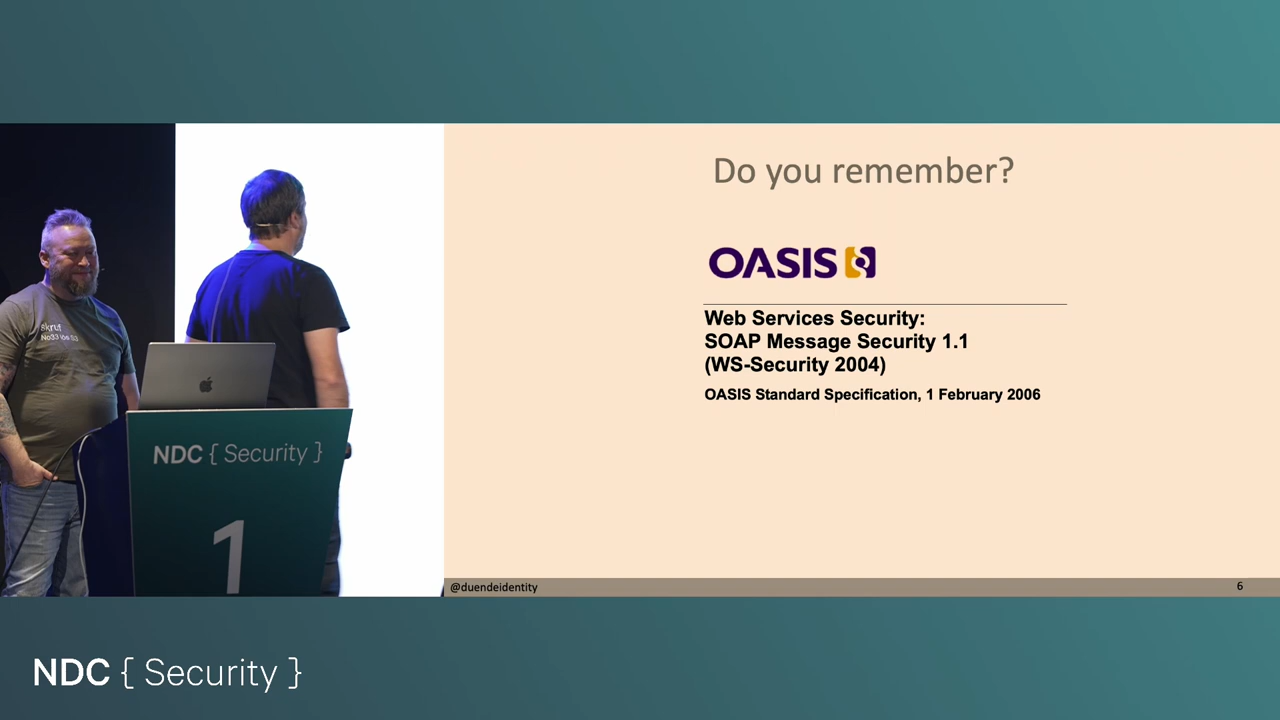 Do you remember?
OASIS
Web Services Security:
SOAP Message Security 1.1
(WS-Security 2004)
OASIS Standard Specification, 1 February 2006
Skruf
NDC { Security }
1
@duendeidentity
6
NDC { Security }